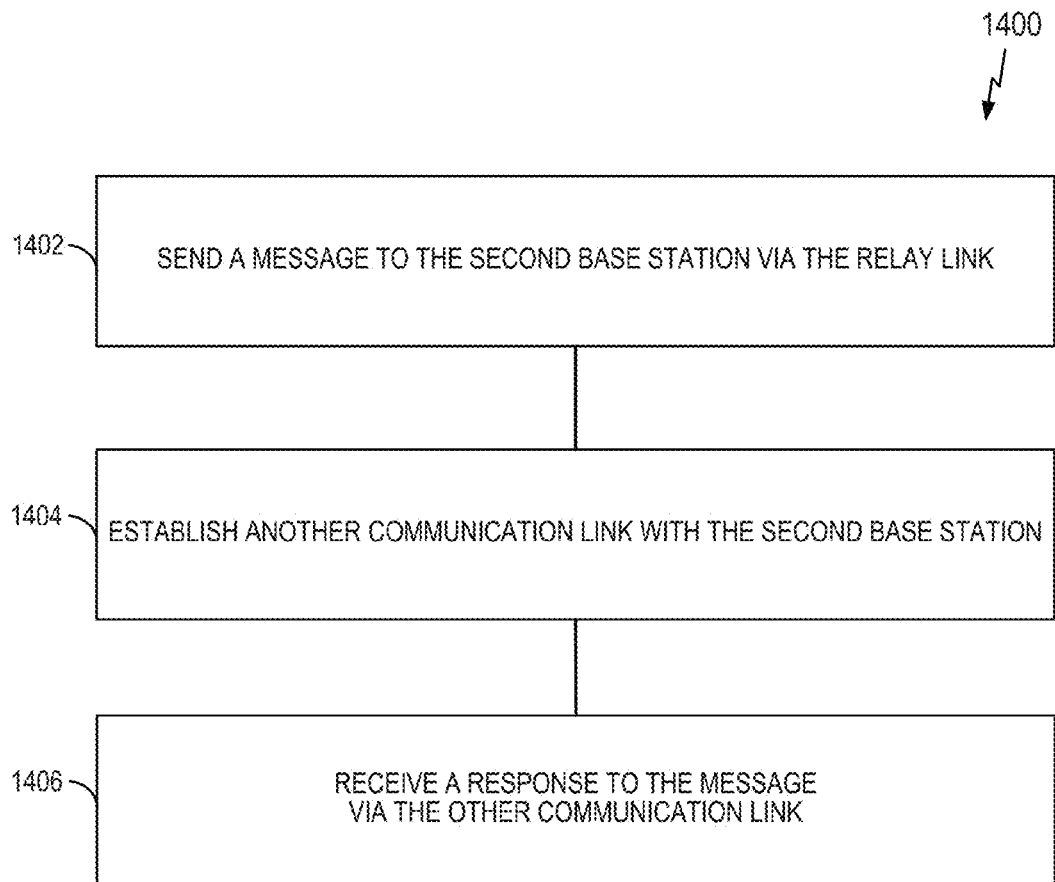 1400
1402
SEND A MESSAGE TO THE SECOND BASE STATION VIA THE RELAY LINK
1404
ESTABLISH ANOTHER COMMUNICATION LINK WITH THE SECOND BASE STATION
1406
RECEIVE A RESPONSE TO THE MESSAGE
VIA THE OTHER COMMUNICATION LINK